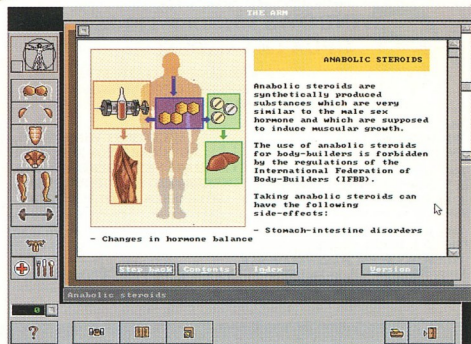 THE ARM
ANABOLIC STEROIDS
Anabolic steroids are
synthetically produced
substances which are very
similar to the male sex
hormone and which are supposed
to induce muscular growth.
The use of anabolic steroids
for body-builders is forbidden
by the regulations of the
International Federation of
Body-Builders (IFBB).
Taking anabolic steroids can
have the following
side-effects:
- Stomach-intestine disorders
- Changes in hormone balance
Step back Contents Index Version
Anabolic steroids
0
?